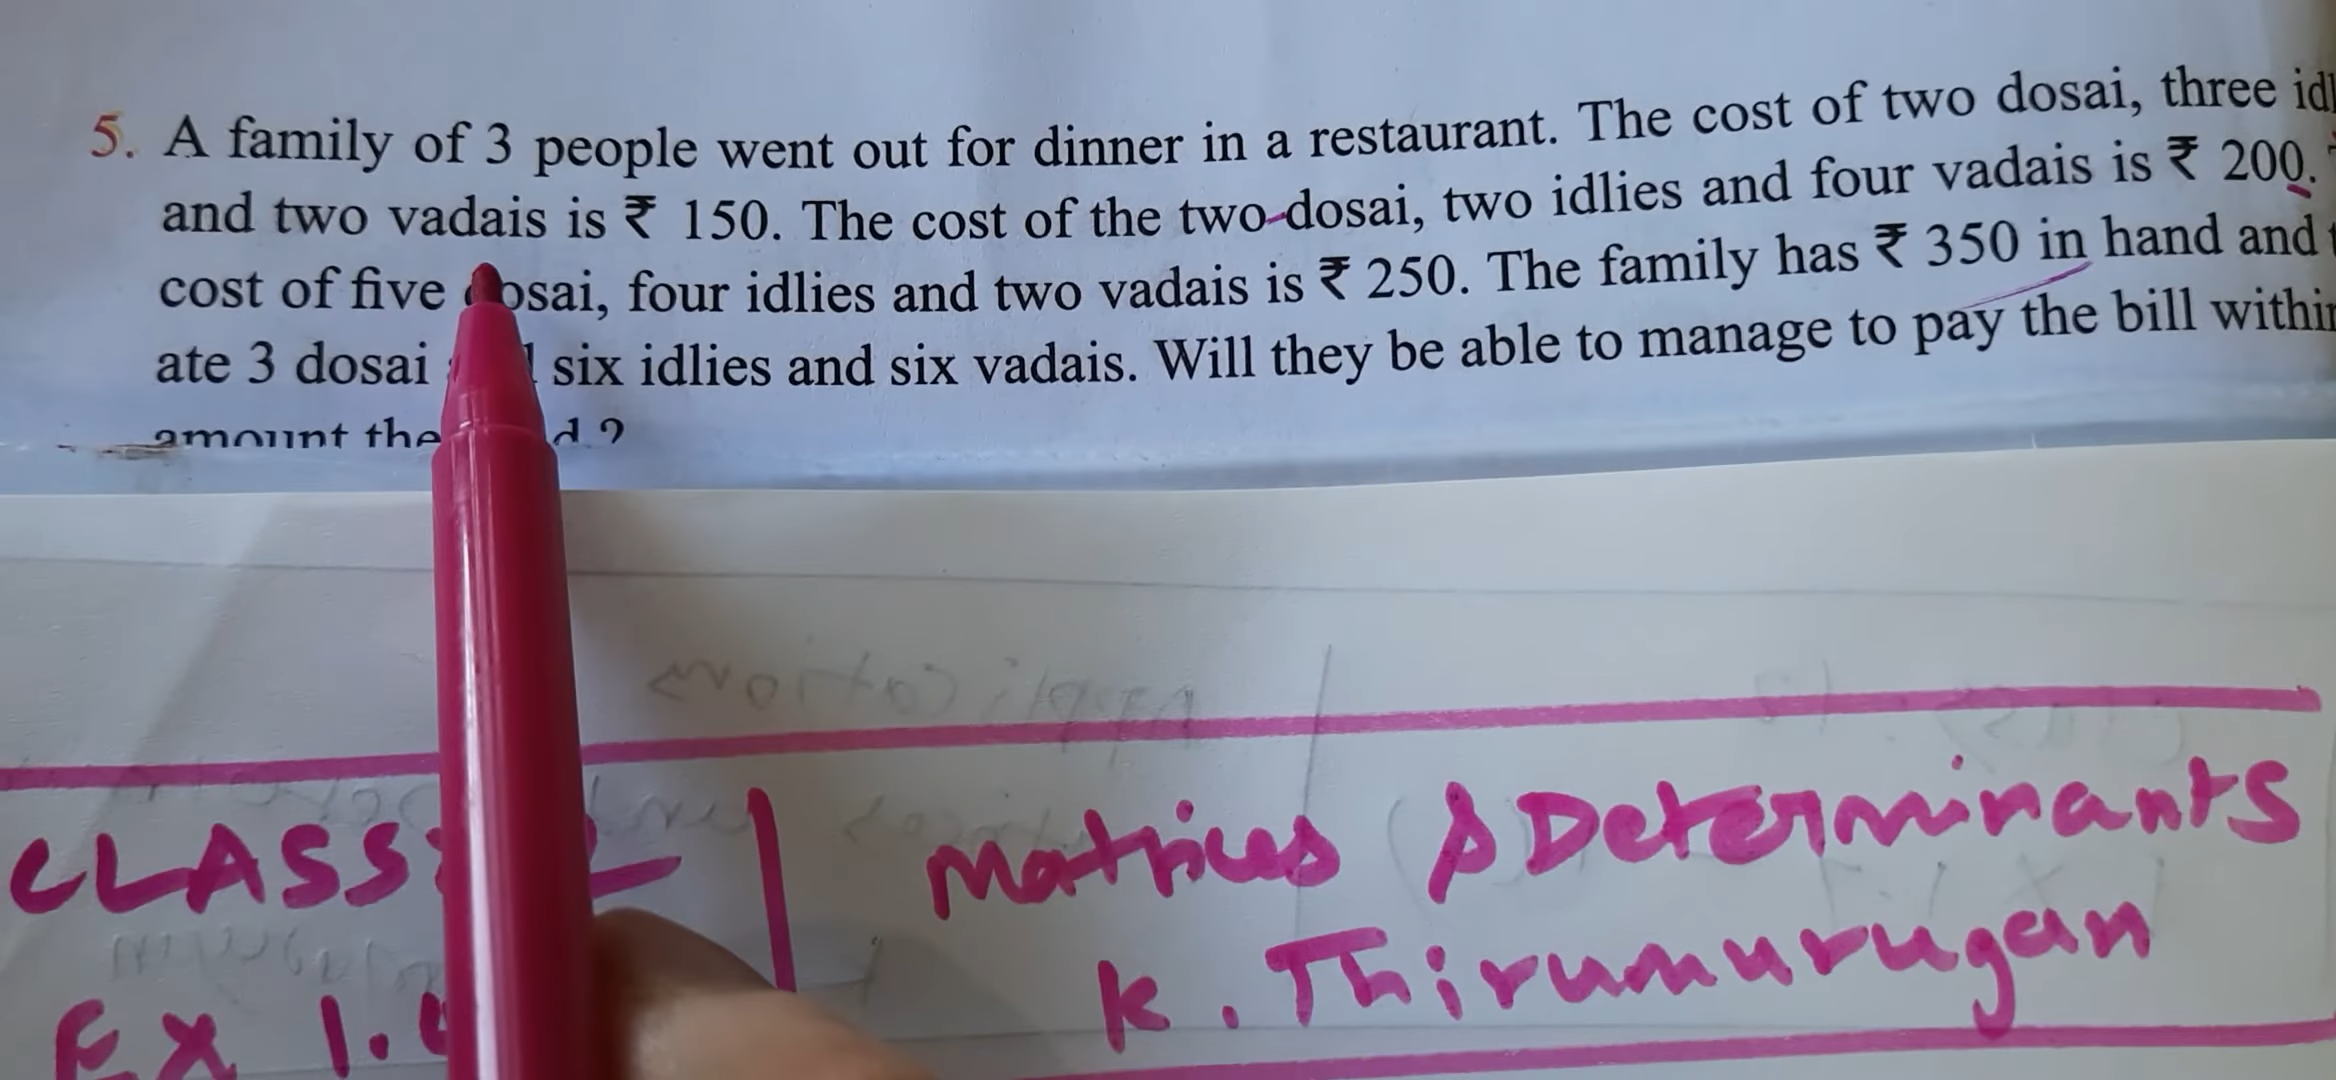 5. A family of 3 people went out for dinner in a restaurant. The cost of two dosai, three idl
and two vadais is ₹ 150. The cost of the two dosai, two idlies and four vadais is ₹ 200.
cost of five dosai, four idlies and two vadais is ₹ 250. The family has ₹ 350 in hand and
ate 3 dosai six idlies and six vadais. Will they be able to manage to pay the bill within
amount the ?
CLASS Matrices & Determinants
K. Thirumurugan
Ex 1.